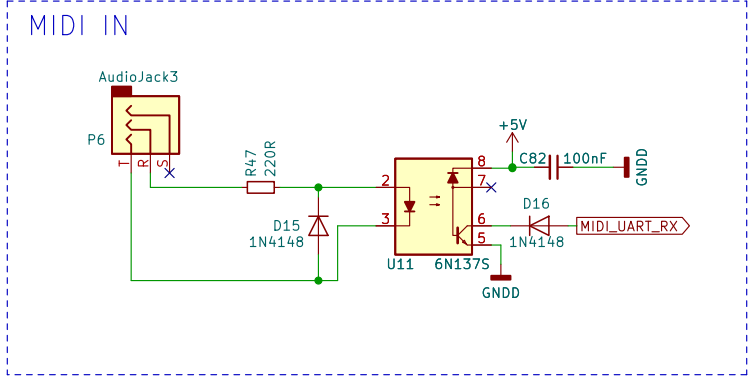 MIDI IN
AudioJack3
P6
T
R
S
R47
220R
D15
1N4148
2
3
U11
6N137S
8
7
6
5
+5V
C82
100nF
GNDD
D16
1N4148
MIDI_UART_RX
GNDD